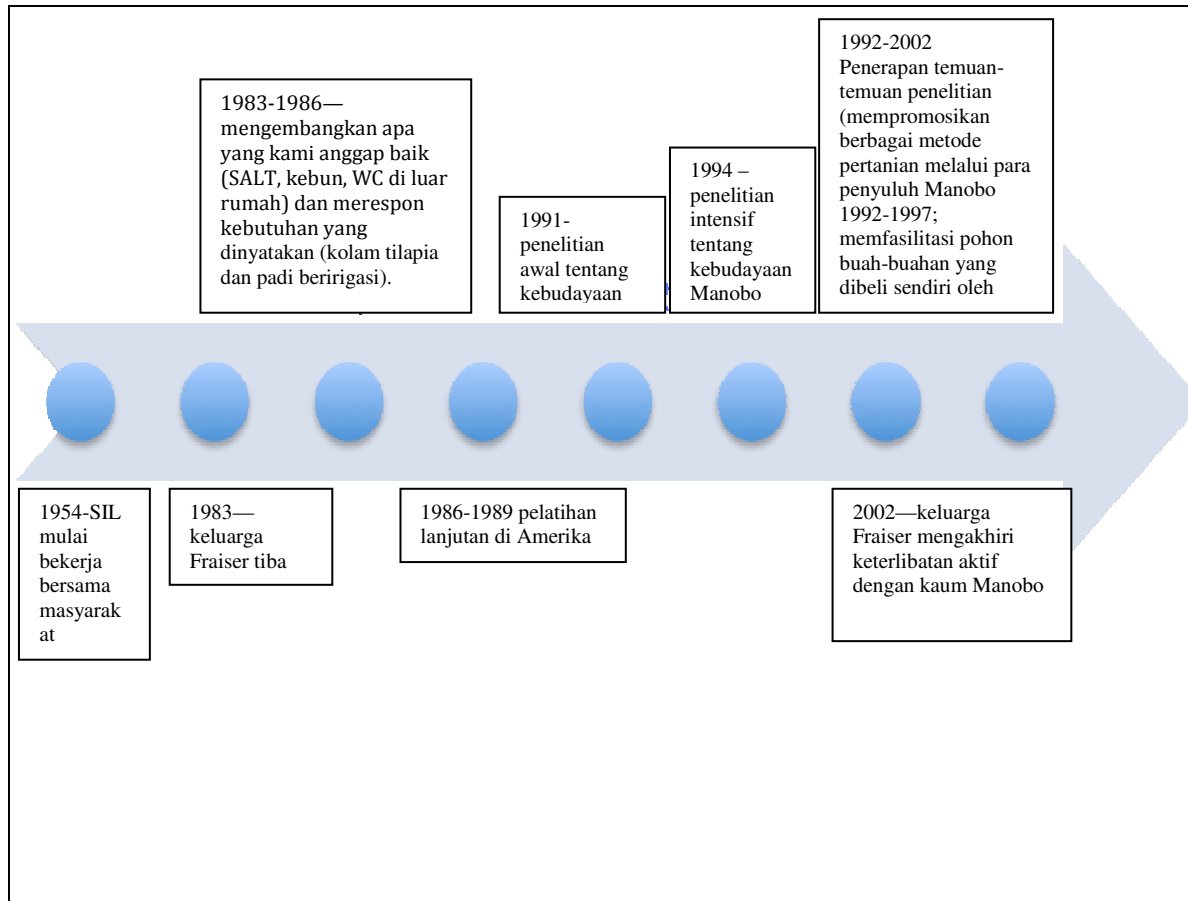 1983-1986—
mengembangkan apa
yang kami anggap baik
(SALT, kebun, WC di luar
rumah) dan merespon
kebutuhan yang
dinyatakan (kolam tilapia
dan padi beririgasi).
1991-
penelitian
awal tentang
kebudayaan
1994 –
penelitian
intensif
tentang
kebudayaan
Manobo
1992-2002
Penerapan temuan-
temuan penelitian
(mempromosikan
berbagai metode
pertanian melalui para
penyuluh Manobo
1992-1997;
memfasilitasi pohon
buah-buahan yang
dibeli sendiri oleh
1954-SIL
mulai
bekerja
bersama
masyarak
at
1983—
keluarga
Fraiser tiba
1986-1989 pelatihan
lanjutan di Amerika
2002—keluarga
Fraiser mengakhiri
keterlibatan aktif
dengan kaum Manobo